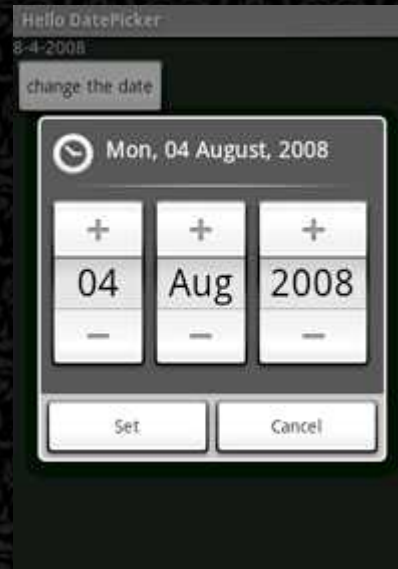 Hello DatePicker
8-4-2008
change the date
Mon, 04 August, 2008
+ + +
04 Aug 2008
— — —
Set Cancel